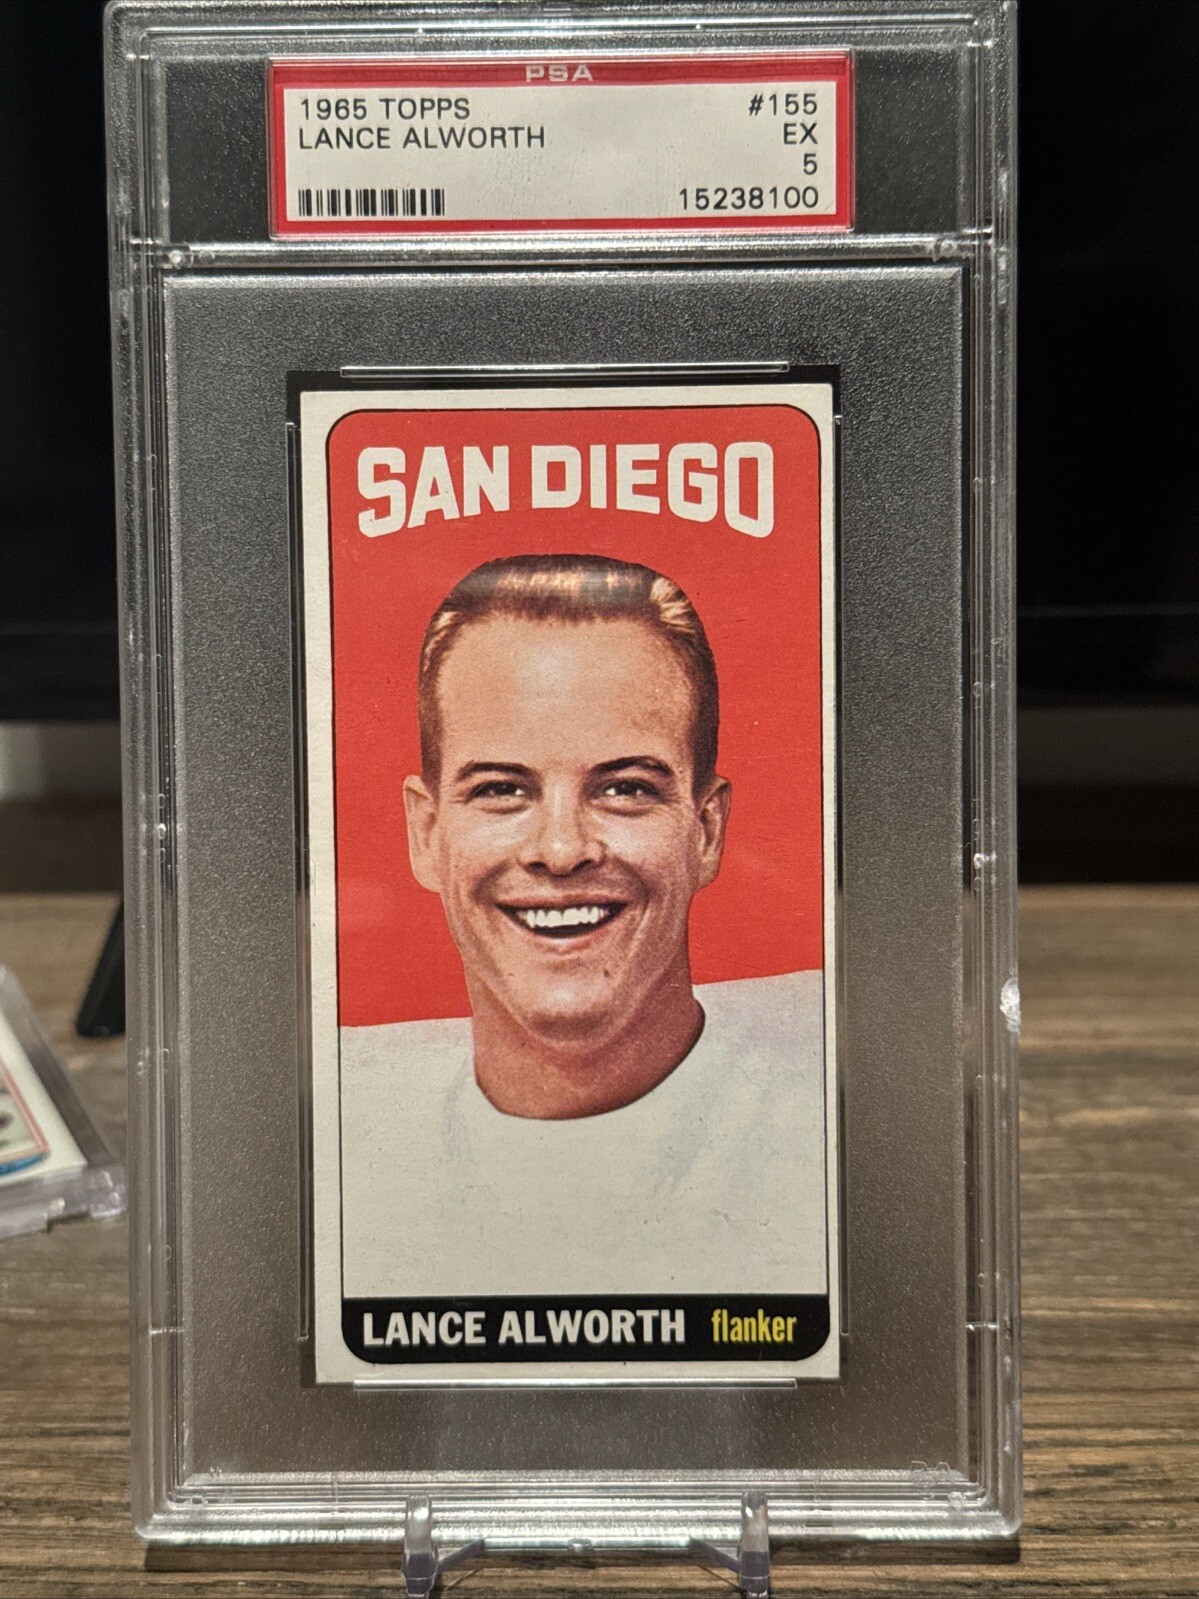 PSA
1965 TOPPS #155
LANCE ALWORTH EX
5
15238100
SAN DIEGO
LANCE ALWORTH flanker